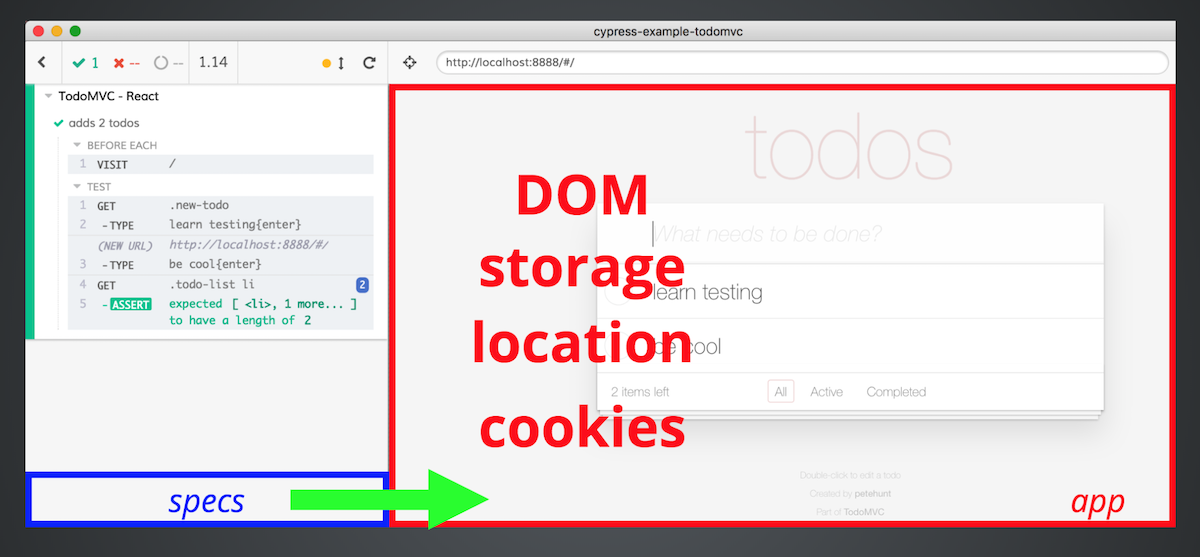 cypress-example-todomvc
1 -- -- 1.14 http://localhost:8888/#/
TodoMVC - React
adds 2 todos
BEFORE EACH
1 VISIT /
TEST
1 GET .new-todo
2 -TYPE learn testing{enter}
(NEW URL) http://localhost:8888/#/
3 -TYPE be cool{enter}
4 GET .todo-list li 2
5 -ASSERT expected [ <li>, 1 more... ]
to have a length of 2
specs
todos
DOM
What needs to be done?
storage
learn testing
location
be cool
2 items left All Active Completed
cookies
Double-click to edit a todo
Created by petehunt
Part of TodoMVC
app